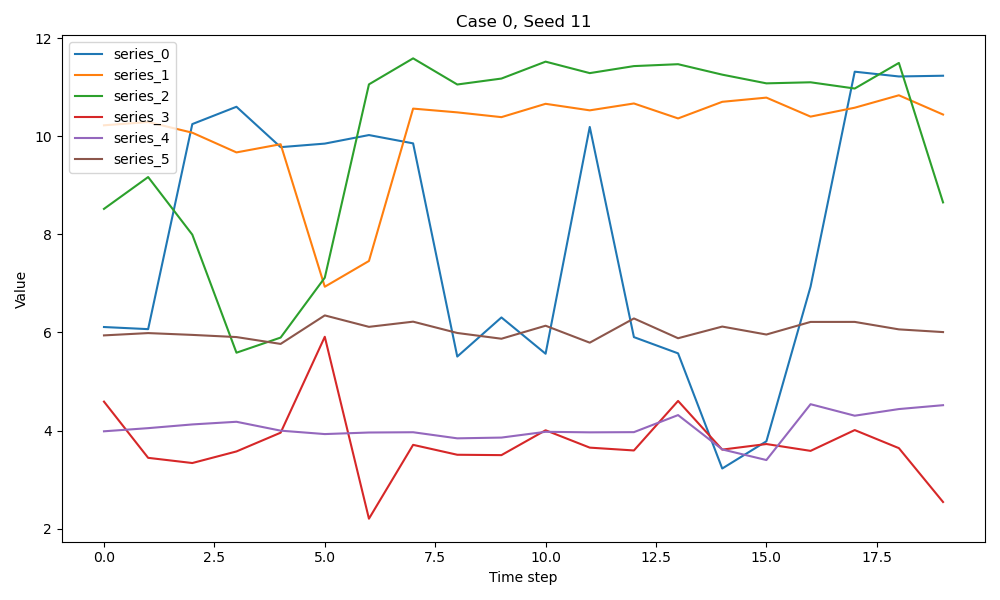 Case 0, Seed 11
series_0
series_1
series_2
series_3
series_4
series_5
12
10
8
6
4
2
Value
0.0 2.5 5.0 7.5 10.0 12.5 15.0 17.5
Time step